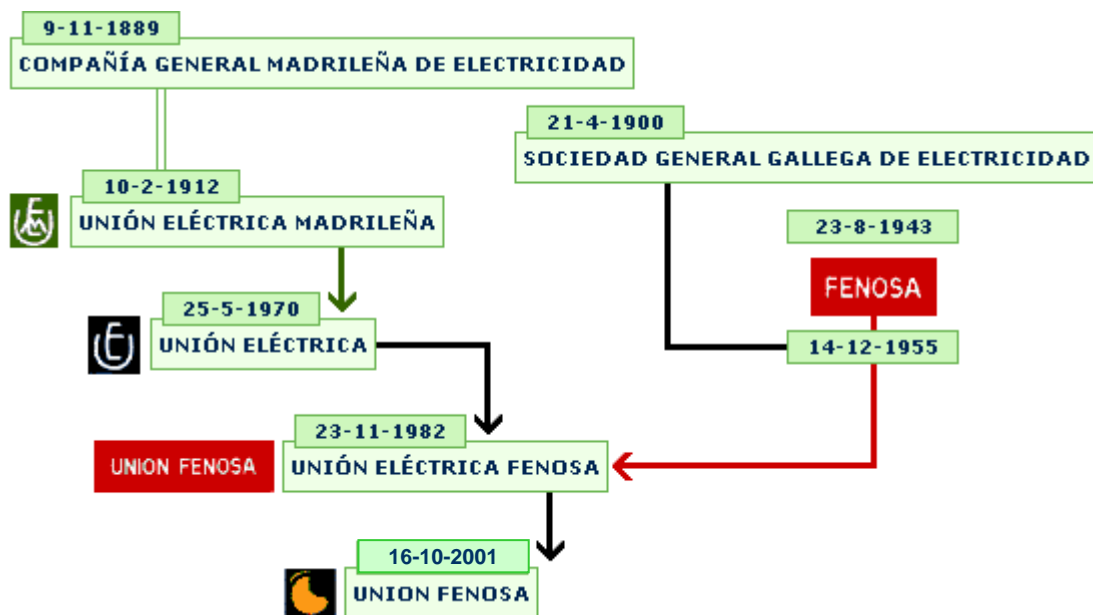 9-11-1889
COMPAÑÍA GENERAL MADRILEÑA DE ELECTRICIDAD
21-4-1900
SOCIEDAD GENERAL GALLEGA DE ELECTRICIDAD
10-2-1912
UNIÓN ELÉCTRICA MADRILEÑA
23-8-1943
FENOSA
25-5-1970
UNIÓN ELÉCTRICA
14-12-1955
23-11-1982
UNION FENOSA
UNIÓN ELÉCTRICA FENOSA
16-10-2001
UNION FENOSA